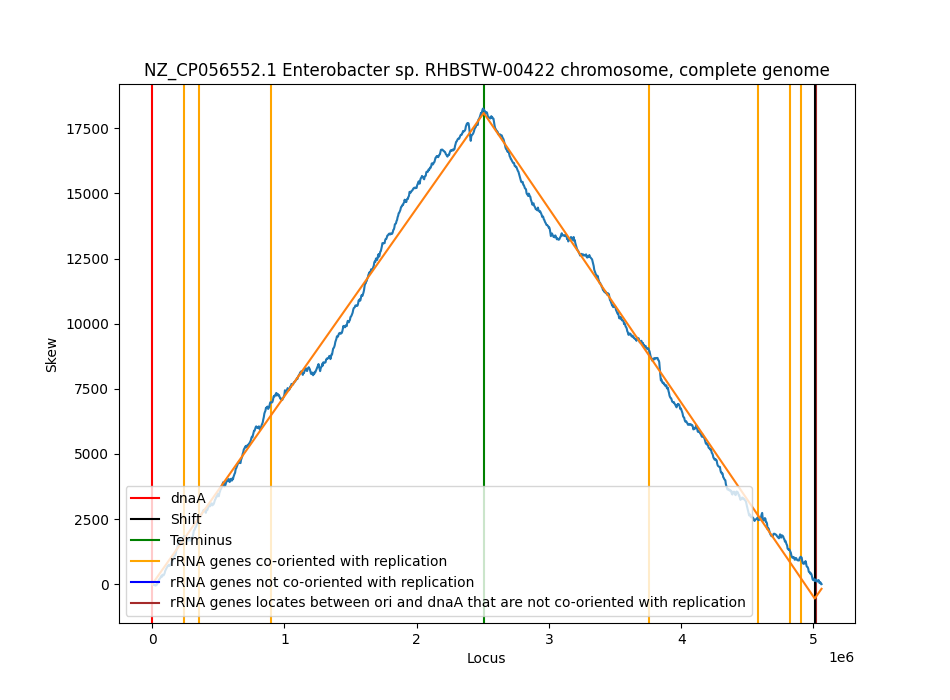 NZ_CP056552.1 Enterobacter sp. RHBSTW-00422 chromosome, complete genome
17500
15000
12500
10000
7500
5000
2500
0
Skew
dnaA
Shift
Terminus
rRNA genes co-oriented with replication
rRNA genes not co-oriented with replication
rRNA genes locates between ori and dnaA that are not co-oriented with replication
0 1 2 3 4 5
1e6
Locus